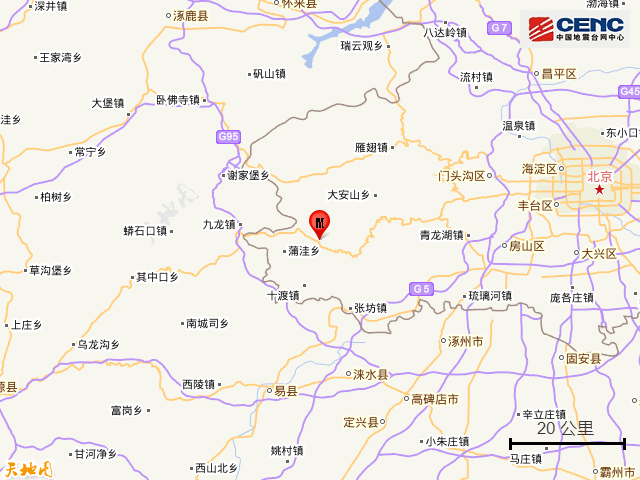 深井镇
涿鹿县
怀来县
渤海镇
G7
CENC
中国地震台网中心
瑞云观乡
八达岭镇
王家湾乡
矾山镇
流村镇
昌平区
大堡镇
卧佛寺镇
G45
洼乡
G95
温泉镇
东小口
常宁乡
雁翅镇
谢家堡乡
门头沟区
海淀区
北京
柏树乡
大安山乡
丰台区
M
蟒石口镇
九龙镇
青龙湖镇
房山区
蒲洼乡
大兴区
草沟堡乡
其中口乡
G5
十渡镇
琉璃河镇
庞各庄镇
张坊镇
上庄乡
南城司乡
乌龙沟乡
涿州市
固安县
涞水县
源县
西陵镇
易县
高碑店市
富岗乡
辛立庄镇
定兴县
20 公里
小朱庄镇
甘河净乡
姚村镇
马庄镇
天地图
西山北乡
霸州市